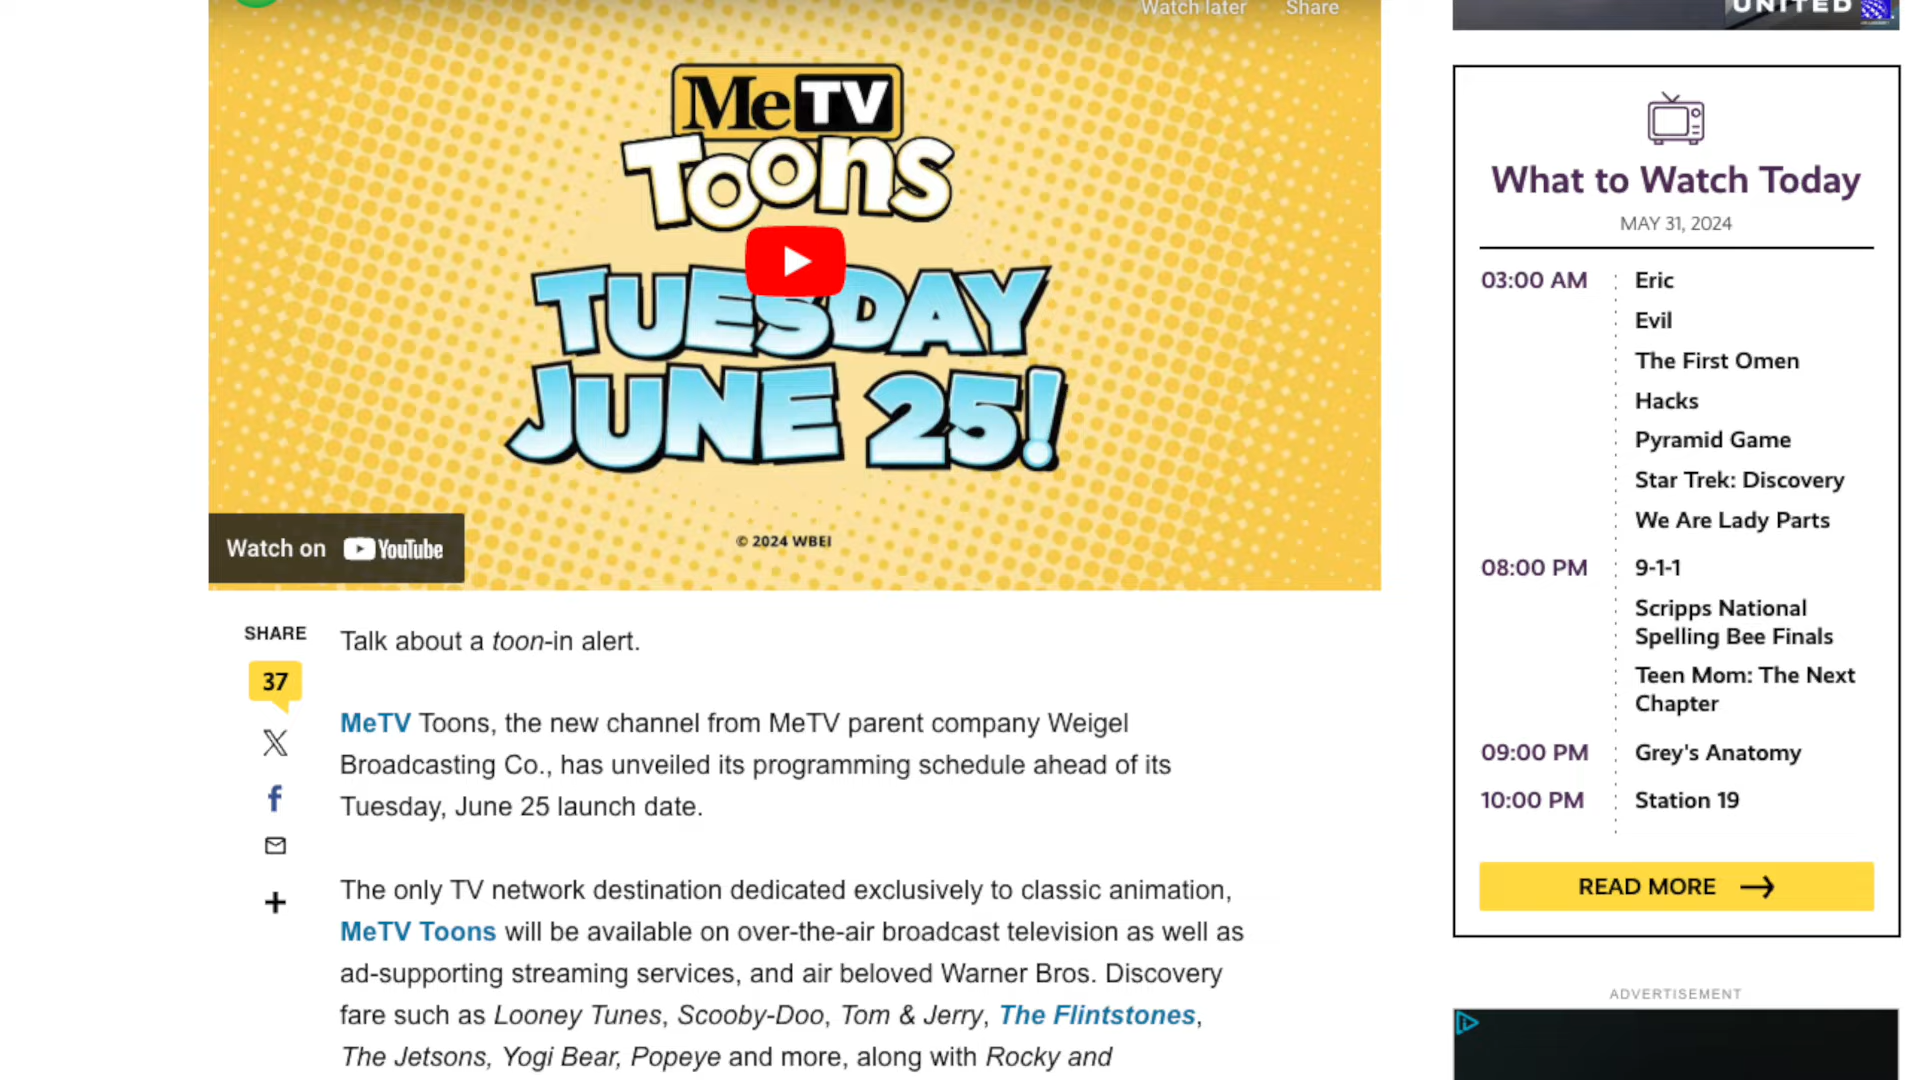 Watch later Share
MeTV
Toons
TUESDAY
JUNE 25!
© 2024 WBEI
Watch on YouTube
SHARE
37
Talk about a toon-in alert.
MeTV Toons, the new channel from MeTV parent company Weigel
Broadcasting Co., has unveiled its programming schedule ahead of its
Tuesday, June 25 launch date.
The only TV network destination dedicated exclusively to classic animation,
MeTV Toons will be available on over-the-air broadcast television as well as
ad-supporting streaming services, and air beloved Warner Bros. Discovery
fare such as Looney Tunes, Scooby-Doo, Tom & Jerry, The Flintstones,
The Jetsons, Yogi Bear, Popeye and more, along with Rocky and
UNITED
What to Watch Today
MAY 31, 2024
03:00 AM Eric
Evil
The First Omen
Hacks
Pyramid Game
Star Trek: Discovery
We Are Lady Parts
08:00 PM 9-1-1
Scripps National
Spelling Bee Finals
Teen Mom: The Next
Chapter
09:00 PM Grey's Anatomy
10:00 PM Station 19
READ MORE
ADVERTISEMENT